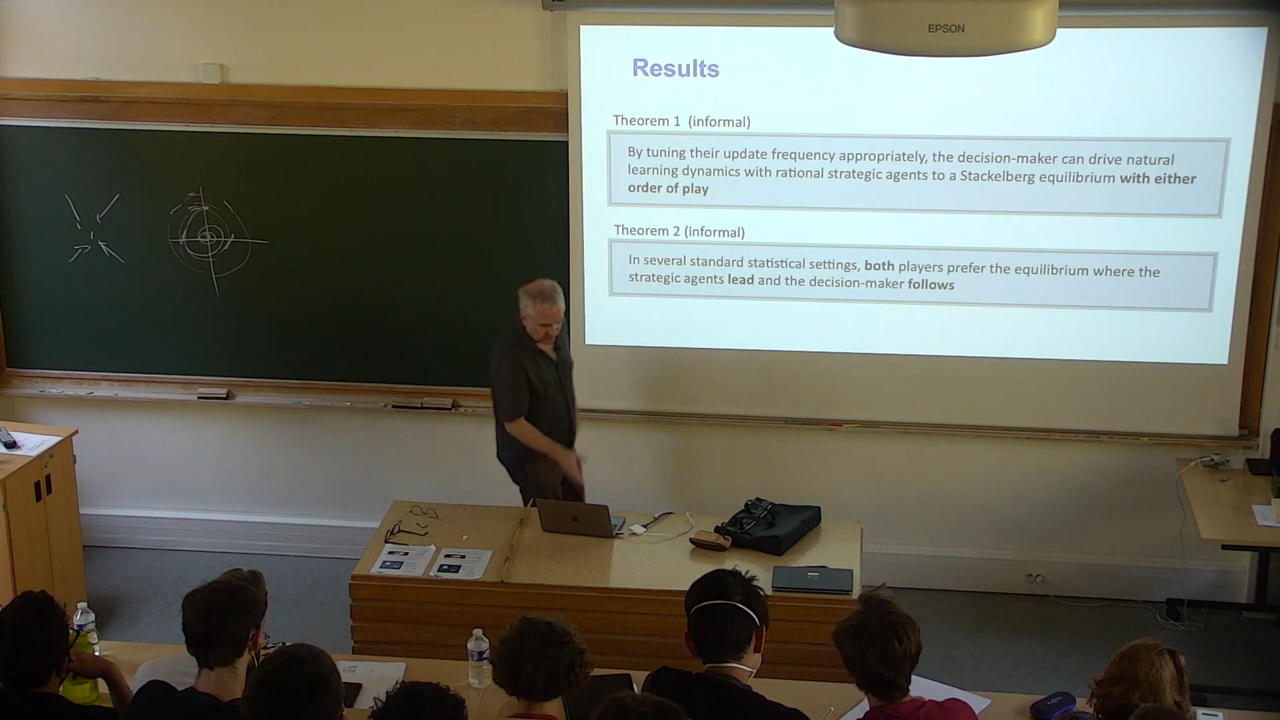 EPSON
Results
Theorem 1 (informal)
By tuning their update frequency appropriately, the decision-maker can drive natural
learning dynamics with rational strategic agents to a Stackelberg equilibrium with either
order of play
Theorem 2 (informal)
In several standard statistical settings, both players prefer the equilibrium where the
strategic agents lead and the decision-maker follows